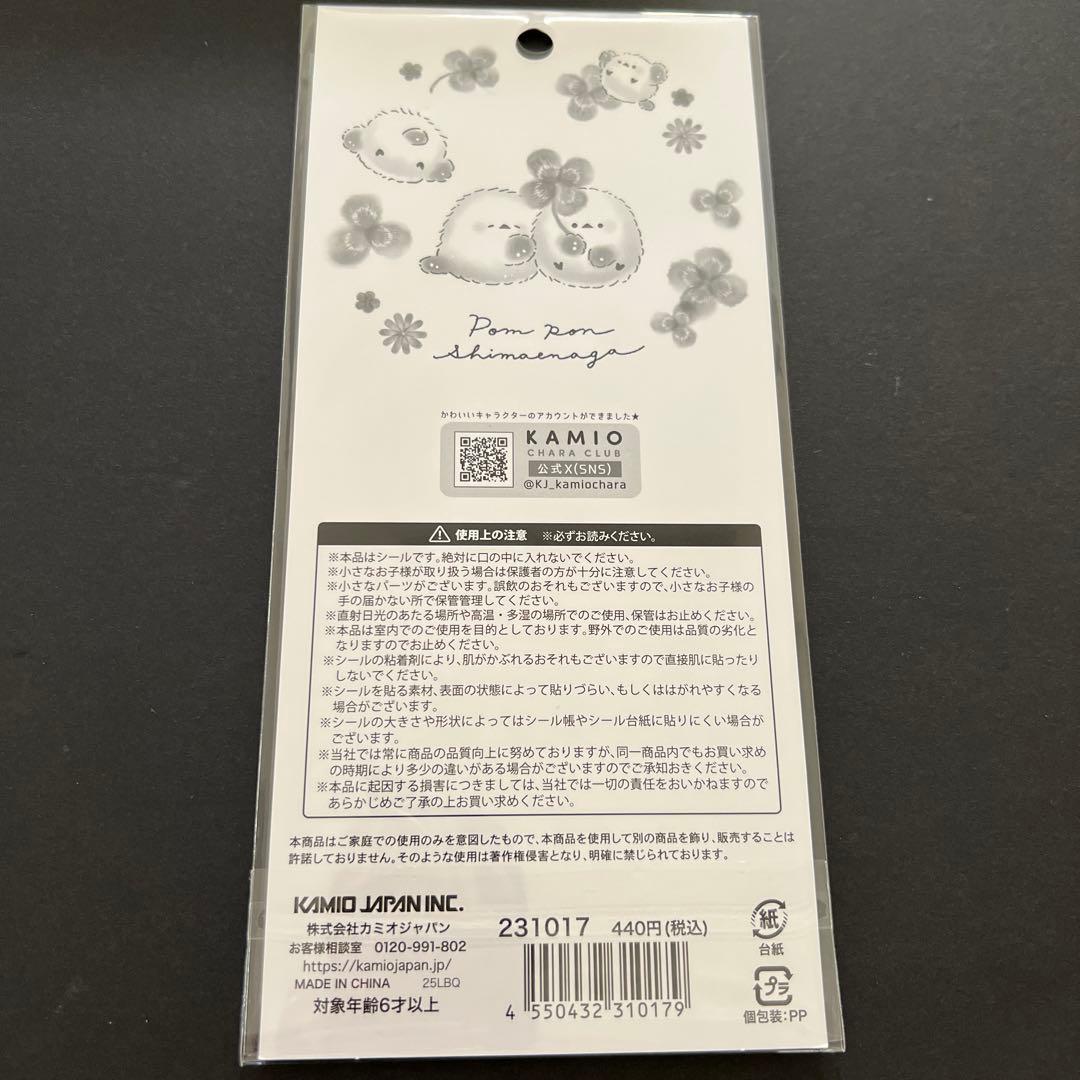 Pom pon
Shimaenaga
かわいいキャラクターのアカウントができました★
KAMIO
CHARA CLUB
公式X(SNS)
@KJ_kamiochara
使用上の注意 ※必ずお読みください。
※本品はシールです。絶対に口の中に入れないでください。
※小さなお子様が取り扱う場合は保護者の方が十分に注意してください。
※小さなパーツがございます。誤飲のおそれもございますので、小さなお子様の
手の届かない所で保管管理してください。
※直射日光のあたる場所や高温・多湿の場所でのご使用、保管はお止めください。
※本品は室内でのご使用を目的としております。野外でのご使用は品質の劣化と
なりますのでお止めください。
※シールの粘着剤により、肌がかぶれるおそれもございますので直接肌に貼ったり
しないでください。
※シールを貼る素材、表面の状態によって貼りづらい、もしくははがれやすくなる
場合がございます。
※シールの大きさや形状によってはシール帳やシール台紙に貼りにくい場合が
ございます。
※当社では常に商品の品質向上に努めておりますが、同一商品内でもお買い求め
の時期により多少の違いがある場合がございますのでご承知おきください。
※本品に起因する損害につきましては、当社では一切の責任をおいかねますので
あらかじめご了承の上お買い求めください。
本商品はご家庭での使用のみを意図したもので、本商品を使用して別の商品を飾り、販売することは
許諾しておりません。そのような使用は著作権侵害となり、明確に禁じられております。
KAMIO JAPAN INC.
株式会社カミオジャパン
お客様相談室 0120-991-802
https://kamiojapan.jp/
MADE IN CHINA 25LBQ
対象年齢6才以上
231017 440円(税込)
4 550432 310179
紙
台紙
プラ
個包装:PP